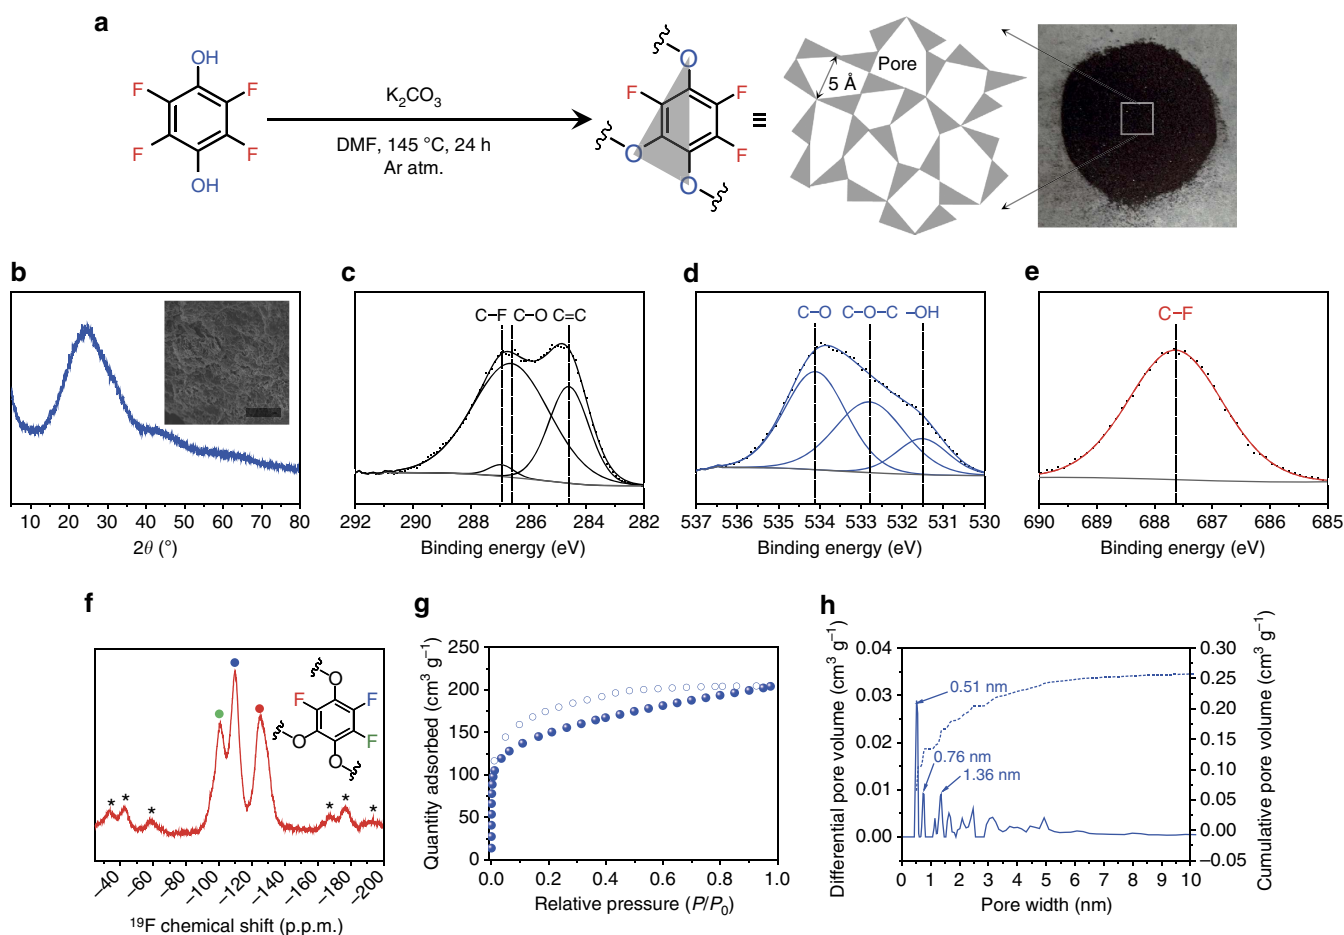 a
OH
F F
F F
OH
K₂CO₃
DMF, 145 °C, 24 h
Ar atm.
O
F F
O F
O
≡
Pore
5 Å
b
10 20 30 40 50 60 70 80
2θ (°)
c
C–F C–O C=C
292 290 288 286 284 282
Binding energy (eV)
d
C–O C–O–C –OH
537 536 535 534 533 532 531 530
Binding energy (eV)
e
C–F
690 689 688 687 686 685
Binding energy (eV)
f
O
F F
O F
O
* * * * * *
–40 –60 –80 –100 –120 –140 –160 –180 –200
¹⁹F chemical shift (p.p.m.)
g
Quantity adsorbed (cm³ g⁻¹)
250
200
150
100
50
0
0.0 0.2 0.4 0.6 0.8 1.0
Relative pressure (P/P₀)
h
Differential pore volume (cm³ g⁻¹)
0.04
0.03
0.02
0.01
0.00
0.51 nm
0.76 nm
1.36 nm
0.30
0.25
0.20
0.15
0.10
0.05
0.00
–0.05
Cumulative pore volume (cm³ g⁻¹)
0 1 2 3 4 5 6 7 8 9 10
Pore width (nm)